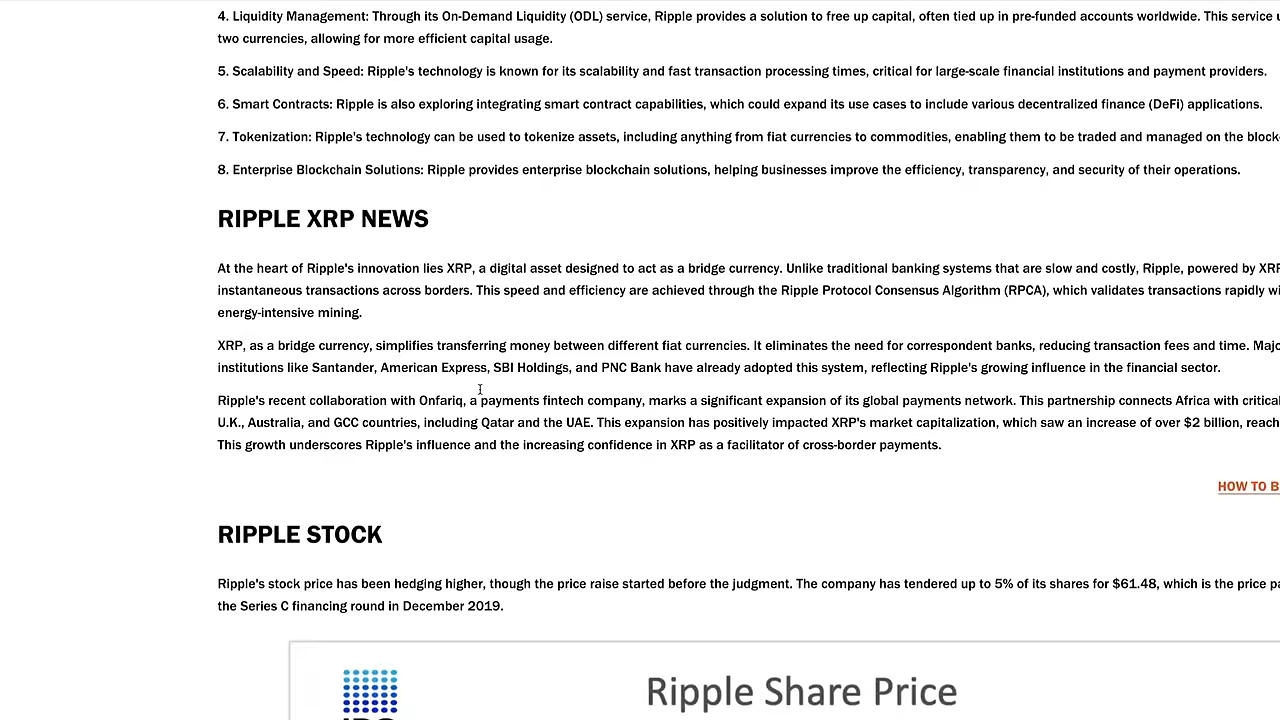 4. Liquidity Management: Through its On-Demand Liquidity (ODL) service, Ripple provides a solution to free up capital, often tied up in pre-funded accounts worldwide. This service
two currencies, allowing for more efficient capital usage.
5. Scalability and Speed: Ripple's technology is known for its scalability and fast transaction processing times, critical for large-scale financial institutions and payment providers.
6. Smart Contracts: Ripple is also exploring integrating smart contract capabilities, which could expand its use cases to include various decentralized finance (DeFi) applications.
7. Tokenization: Ripple's technology can be used to tokenize assets, including anything from fiat currencies to commodities, enabling them to be traded and managed on the block
8. Enterprise Blockchain Solutions: Ripple provides enterprise blockchain solutions, helping businesses improve the efficiency, transparency, and security of their operations.
RIPPLE XRP NEWS
At the heart of Ripple's innovation lies XRP, a digital asset designed to act as a bridge currency. Unlike traditional banking systems that are slow and costly, Ripple, powered by XRP
instantaneous transactions across borders. This speed and efficiency are achieved through the Ripple Protocol Consensus Algorithm (RPCA), which validates transactions rapidly wi
energy-intensive mining.
XRP, as a bridge currency, simplifies transferring money between different fiat currencies. It eliminates the need for correspondent banks, reducing transaction fees and time. Majo
institutions like Santander, American Express, SBI Holdings, and PNC Bank have already adopted this system, reflecting Ripple's growing influence in the financial sector.
Ripple's recent collaboration with Onfariq, a payments fintech company, marks a significant expansion of its global payments network. This partnership connects Africa with critical
U.K., Australia, and GCC countries, including Qatar and the UAE. This expansion has positively impacted XRP's market capitalization, which saw an increase of over $2 billion, reach
This growth underscores Ripple's influence and the increasing confidence in XRP as a facilitator of cross-border payments.
HOW TO B
RIPPLE STOCK
Ripple's stock price has been hedging higher, though the price raise started before the judgment. The company has tendered up to 5% of its shares for $61.48, which is the price pa
the Series C financing round in December 2019.
Ripple Share Price